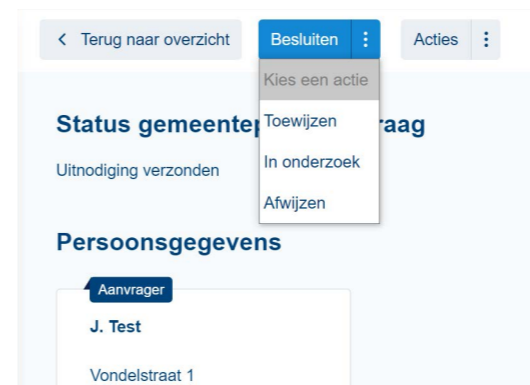 Terug naar overzicht
Besluiten
Acties
Kies een actie
Toewijzen
In onderzoek
Afwijzen
Status gemeentep raag
Uitnodiging verzonden
Persoonsgegevens
Aanvrager
J. Test
Vondelstraat 1